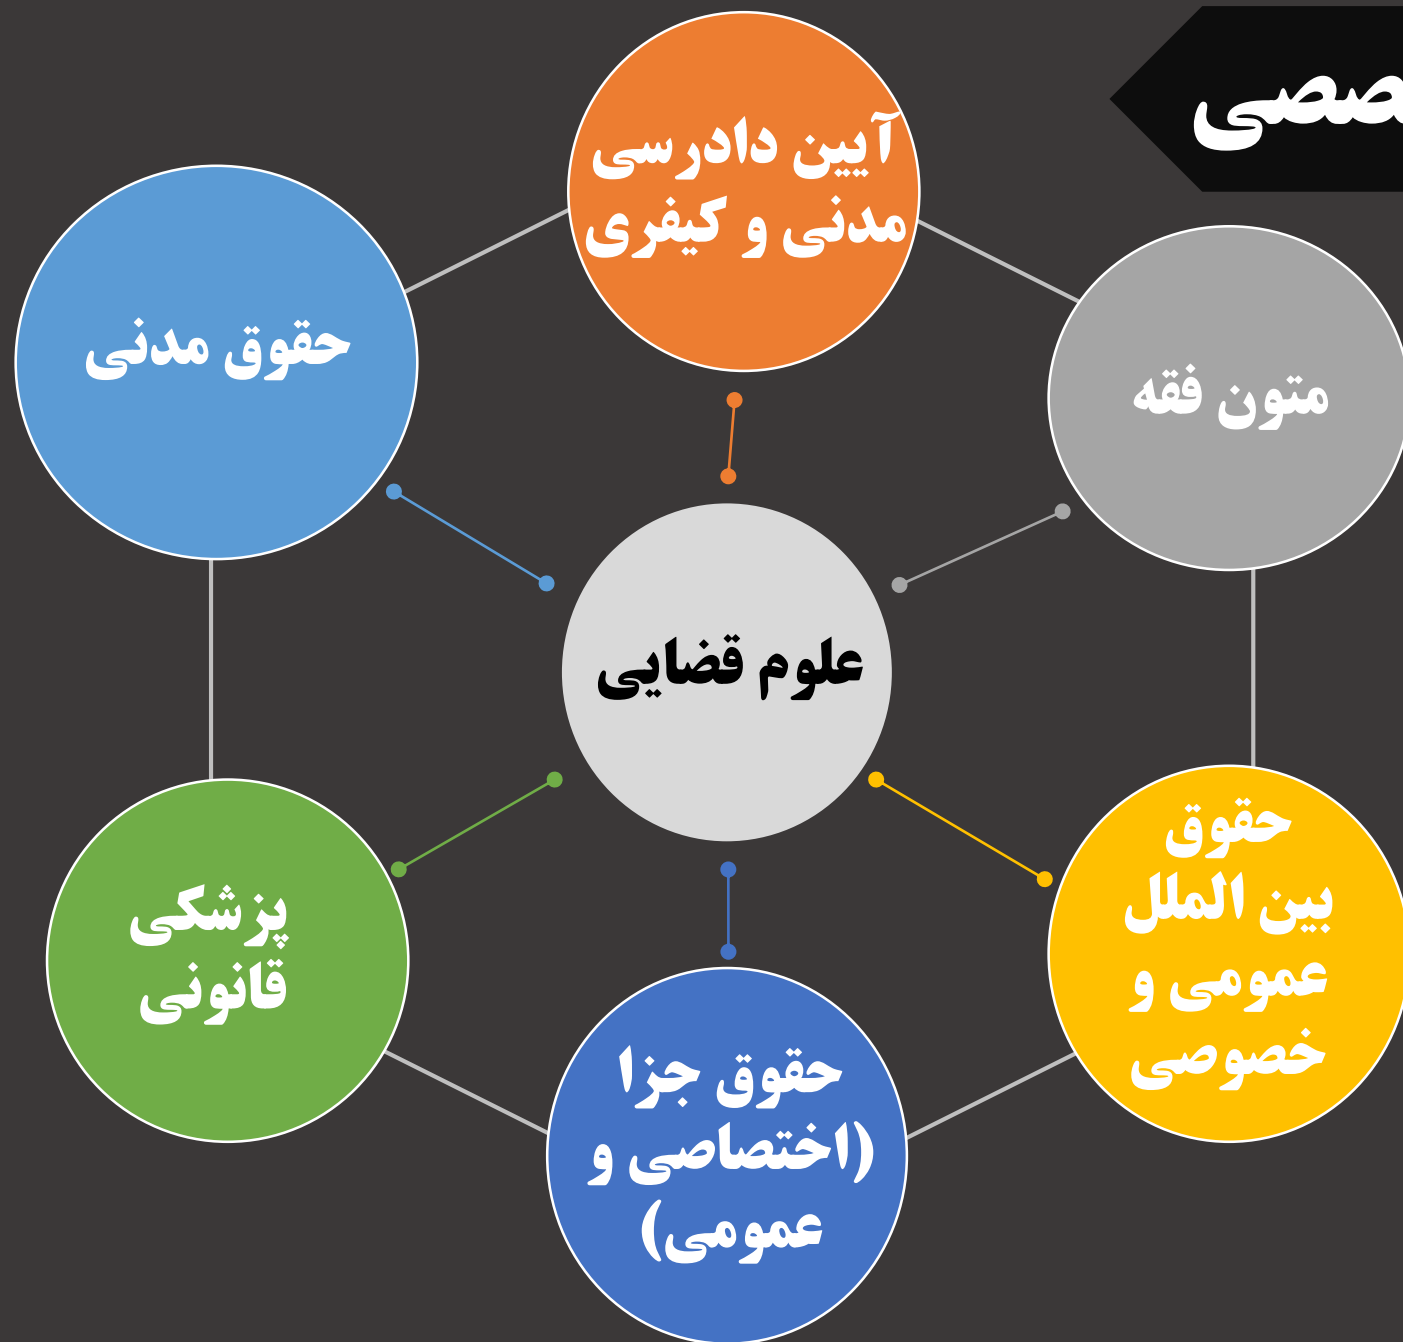 آیین دادرسی
مدنی و کیفری
متون فقه
حقوق مدنی
علوم قضایی
حقوق
بین الملل
عمومی و
خصوصی
پزشکی
قانونی
حقوق جزا
(اختصاصی و
عمومی)